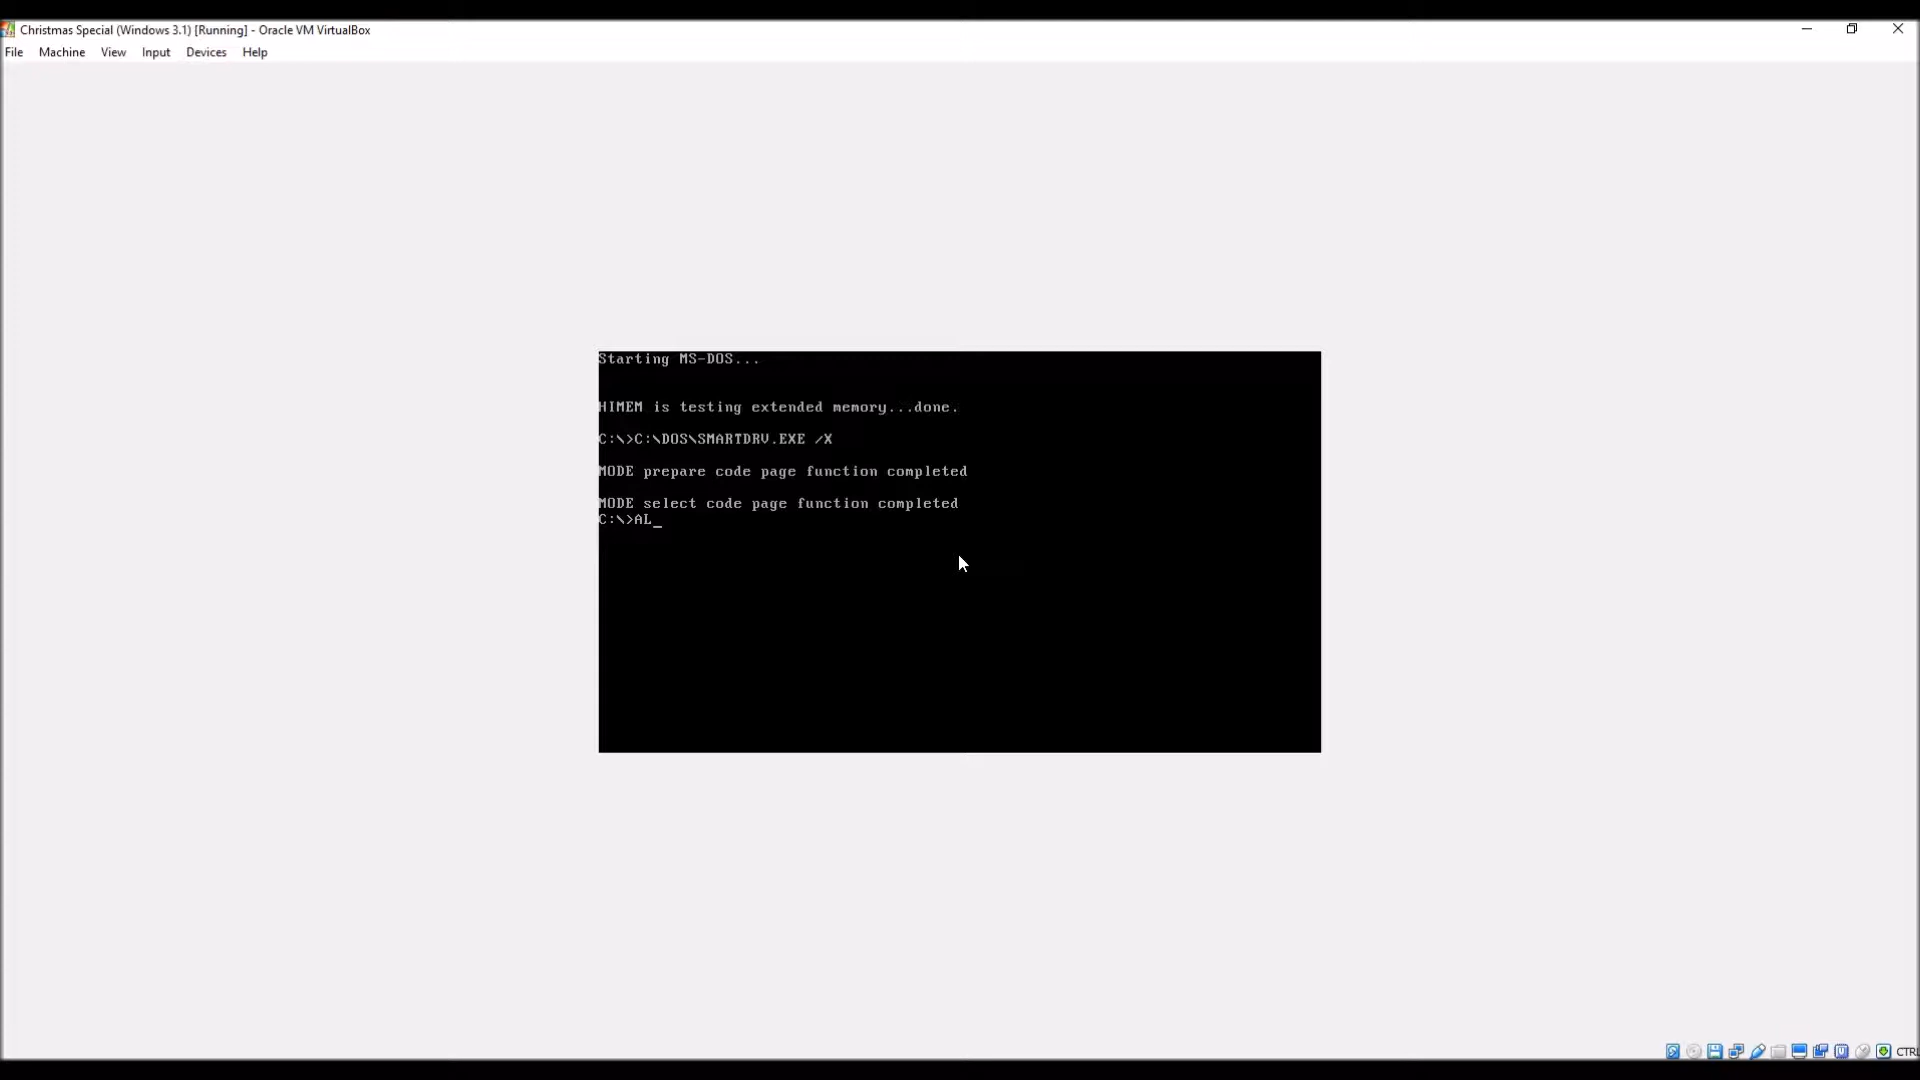 Christmas Special (Windows 3.1) [Running] - Oracle VM VirtualBox
File Machine View Input Devices Help
Starting MS-DOS...
HIMEM is testing extended memory...done.
C:\>C:\DOS\SMARTDRV.EXE /X
MODE prepare code page function completed
MODE select code page function completed
C:\>AL_
CTRL